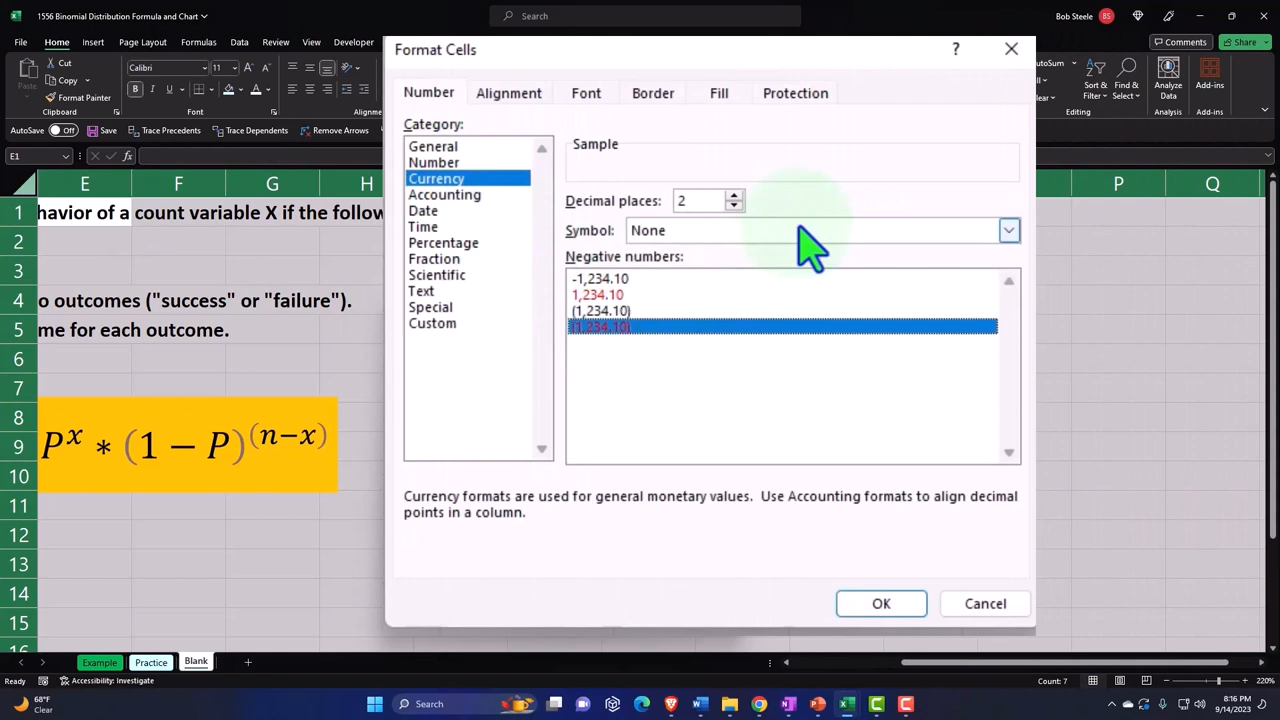 1556 Binomial Distribution Formula and Chart
Search
Bob Steele
BS
File Home Insert Page Layout Formulas Data Review View Developer
Comments Share
Cut
Copy
Format Painter
Paste
Clipboard
Calibri 11
B I U
Font
Alignment
Sort & Filter
Find & Select
Analyze Data
Add-ins
Add-ins
AutoSave Off Save Trace Precedents Trace Dependents Remove Arrows
E1 fx
Format Cells
?
Number Alignment Font Border Fill Protection
Category:
General
Number
Currency
Accounting
Date
Time
Percentage
Fraction
Scientific
Text
Special
Custom
Sample
Decimal places: 2
Symbol: None
Negative numbers:
-1,234.10
1,234.10
(1,234.10)
(1,234.10)
Currency formats are used for general monetary values. Use Accounting formats to align decimal
points in a column.
OK Cancel
E F G H P Q
1 havior of a count variable X if the follow
2
3
4 o outcomes ("success" or "failure").
5 me for each outcome.
6
7
8
9 P^x * (1 − P)^(n−x)
10
11
12
13
14
15
16
Example Practice Blank +
Ready Accessibility: Investigate Count: 7 220%
68°F
Clear
Search
8:16 PM
9/14/2023